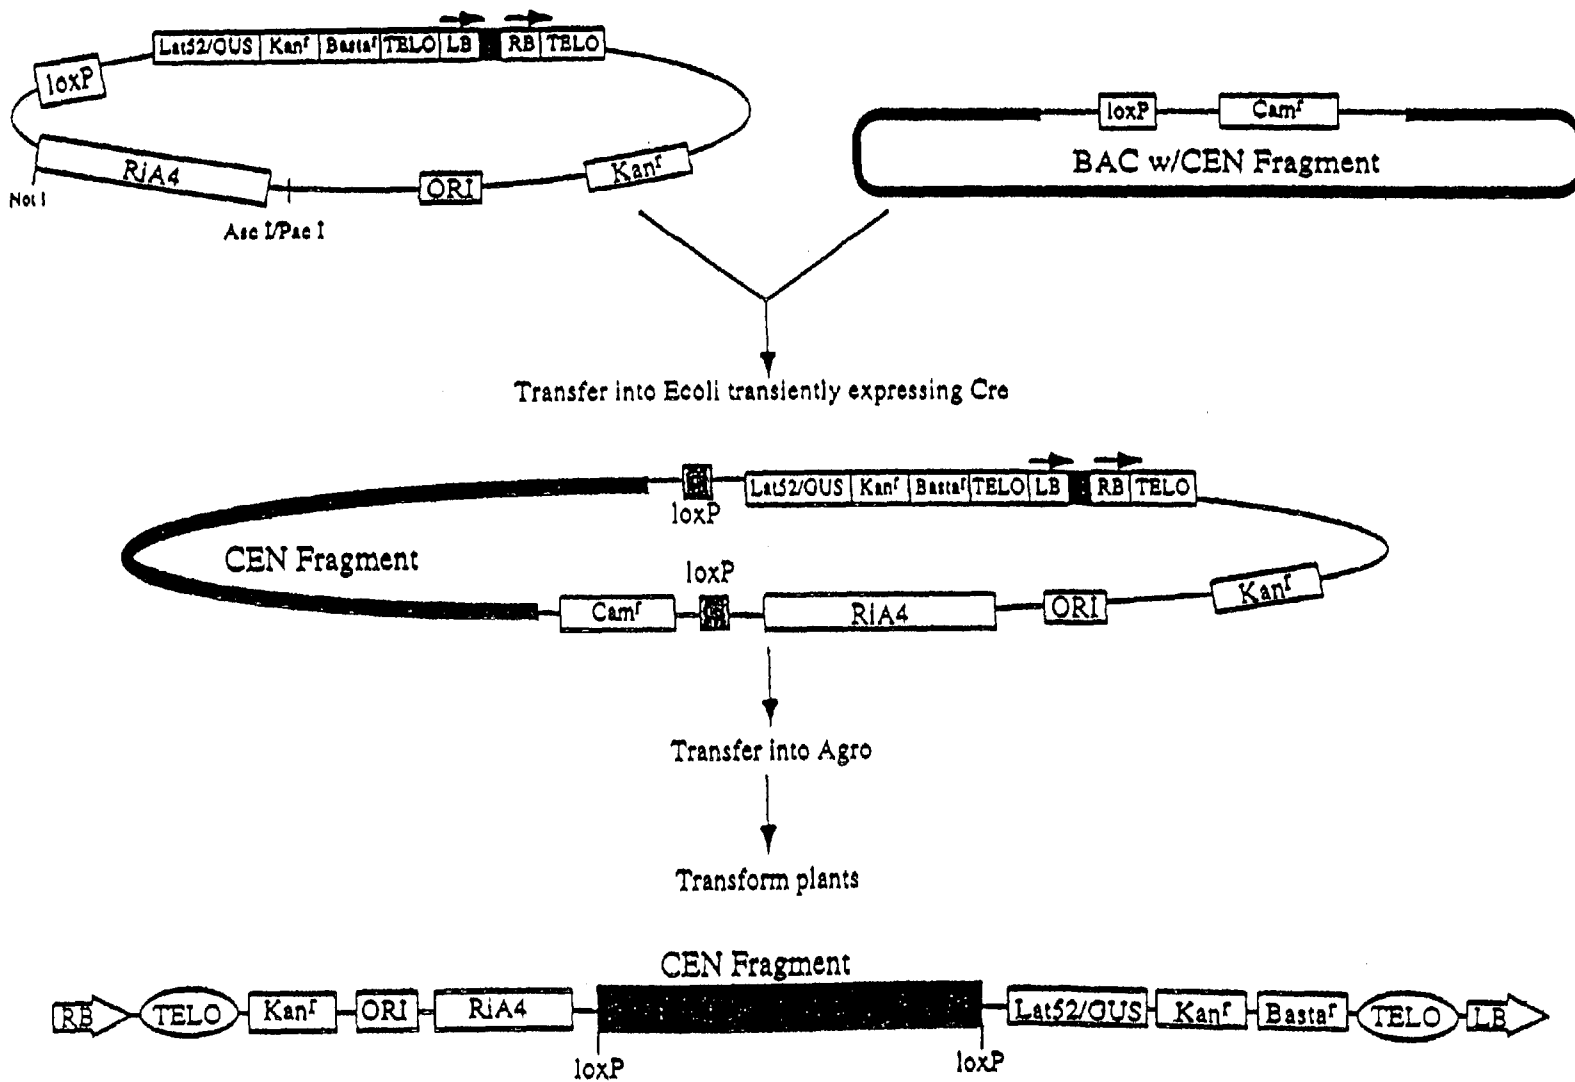 Lat52/GUS Kanʳ Bastaʳ TELO LB RB TELO
loxP
RiA4
Not I
Asc I/Pac I
ORI
Kanʳ
loxP Camʳ
BAC w/CEN Fragment
Transfer into Ecoli transiently expressing Cre
loxP
Lat52/GUS Kanʳ Bastaʳ TELO LB RB TELO
CEN Fragment
loxP
Camʳ
RiA4
ORI
Kanʳ
Transfer into Agro
Transform plants
CEN Fragment
RB TELO Kanʳ ORI RiA4 Lat52/GUS Kanʳ Bastaʳ TELO LB
loxP loxP